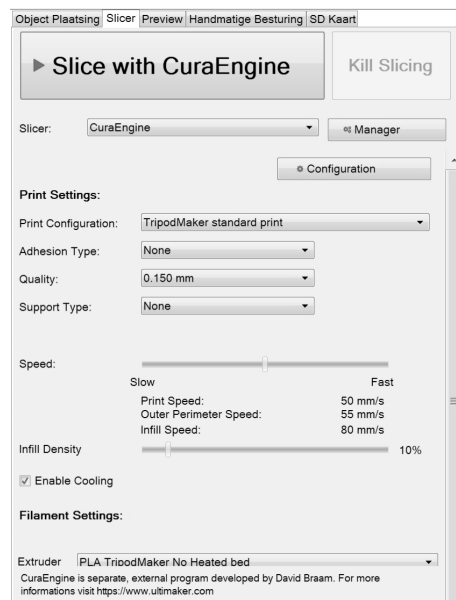 Object Plaatsing Slicer Preview Handmatige Besturing SD Kaart
Slice with CuraEngine Kill Slicing
Slicer: CuraEngine Manager
Configuration
Print Settings:
Print Configuration: TripodMaker standard print
Adhesion Type: None
Quality: 0.150 mm
Support Type: None
Speed:
Slow Fast
Print Speed: 50 mm/s
Outer Perimeter Speed: 55 mm/s
Infill Speed: 80 mm/s
Infill Density 10%
Enable Cooling
Filament Settings:
Extruder PLA TripodMaker No Heated bed
CuraEngine is separate, external program developed by David Braam. For more
informations visit https://www.ultimaker.com